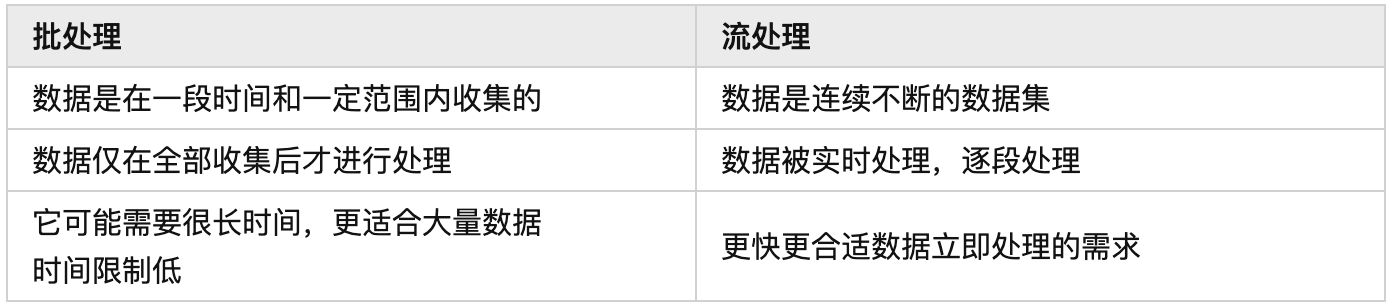 批处理
流处理
数据是在一段时间和一定范围内收集的
数据是连续不断的数据集
数据仅在全部收集后才进行处理
数据被实时处理，逐段处理
它可能需要很长时间，更适合大量数据
时间限制低
更快更合适数据立即处理的需求